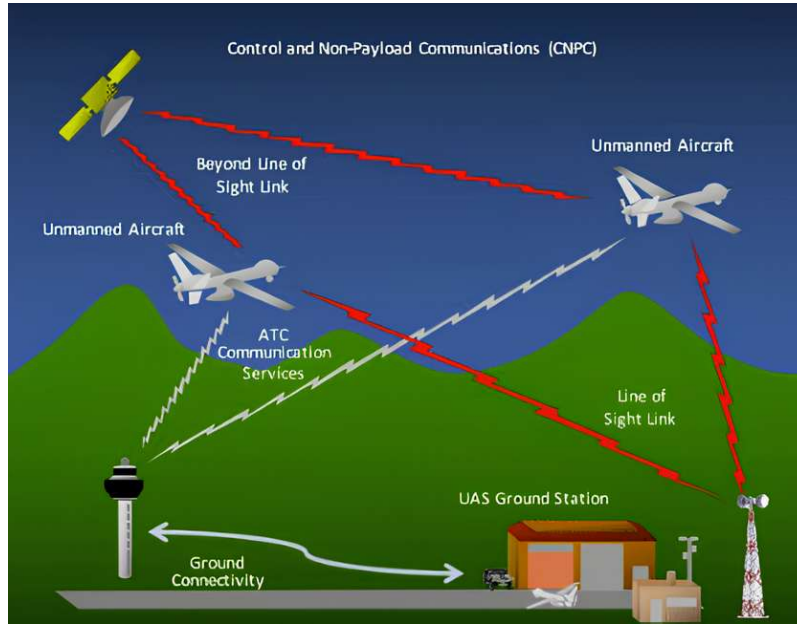 Control and Non-Payload Communications (CNPC)
Unmanned Aircraft
Beyond Line of
Sight Link
Unmanned Aircraft
ATC
Communication
Services
Line of
Sight Link
UAS Ground Station
Ground
Connectivity